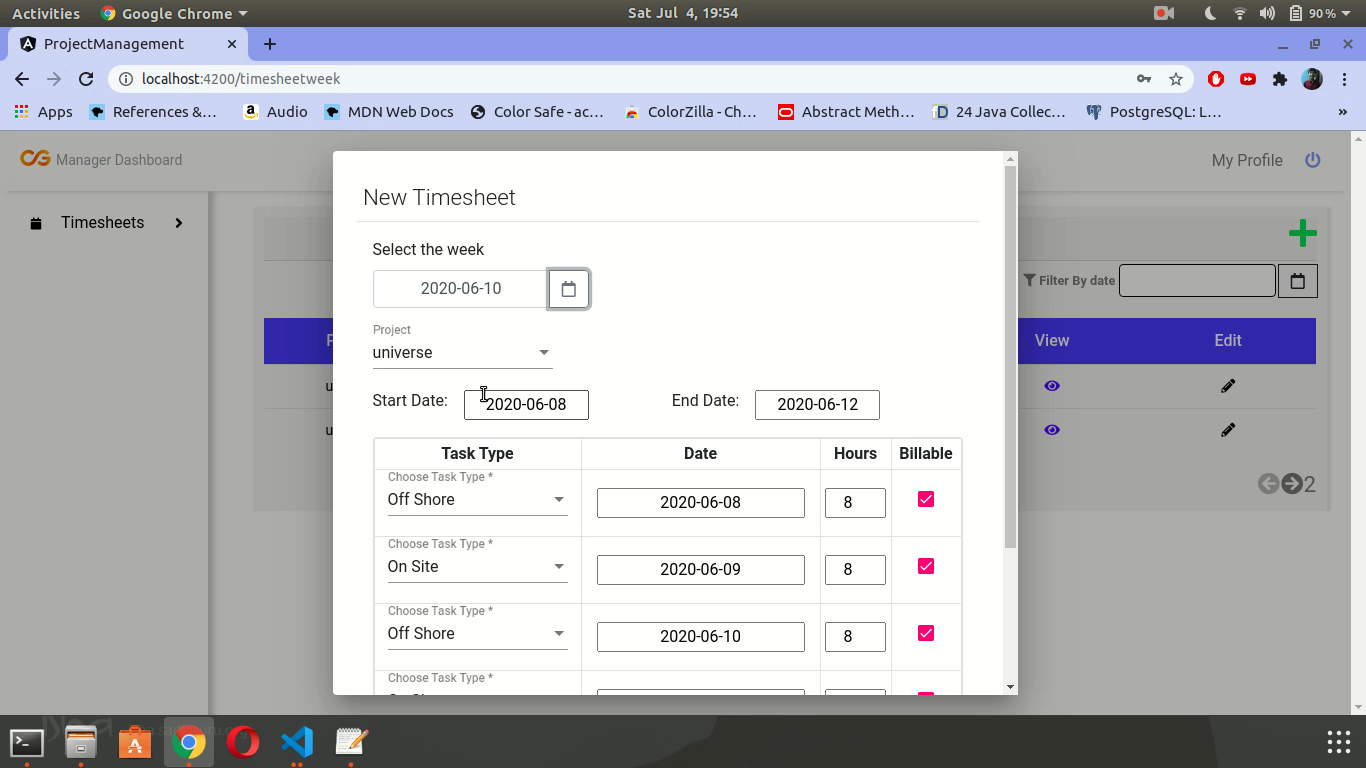 Activities Google Chrome Sat Jul 4, 19:54 90 %
ProjectManagement
localhost:4200/timesheetweek
Apps References &... Audio MDN Web Docs Color Safe - ac... ColorZilla - Ch... Abstract Meth... 24 Java Collec... PostgreSQL: L... »
CG Manager Dashboard My Profile
Timesheets
New Timesheet
Select the week
2020-06-10
Filter By date
Project
universe
View Edit
Start Date: 2020-06-08 End Date: 2020-06-12
Task Type Date Hours Billable
Choose Task Type *
Off Shore 2020-06-08 8
Choose Task Type *
On Site 2020-06-09 8
2
Choose Task Type *
Off Shore 2020-06-10 8
Choose Task Type *